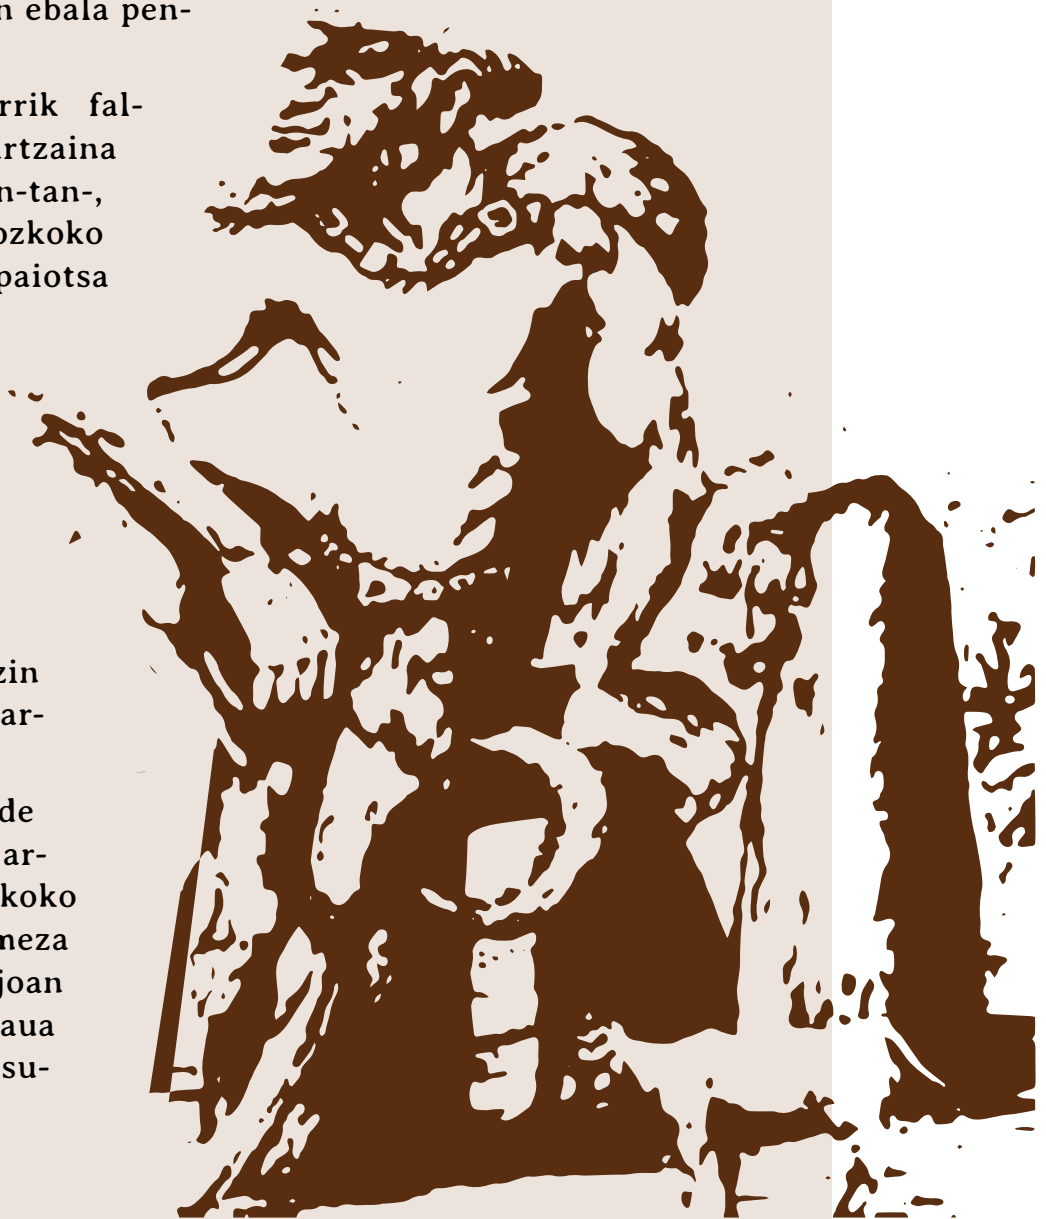 n ebala pen-
rrik fal-
artzaina
n-tan-,
ozkoko
paiotsa
zin
ar-
de
ar-
koko
meza
joan
aua
su-